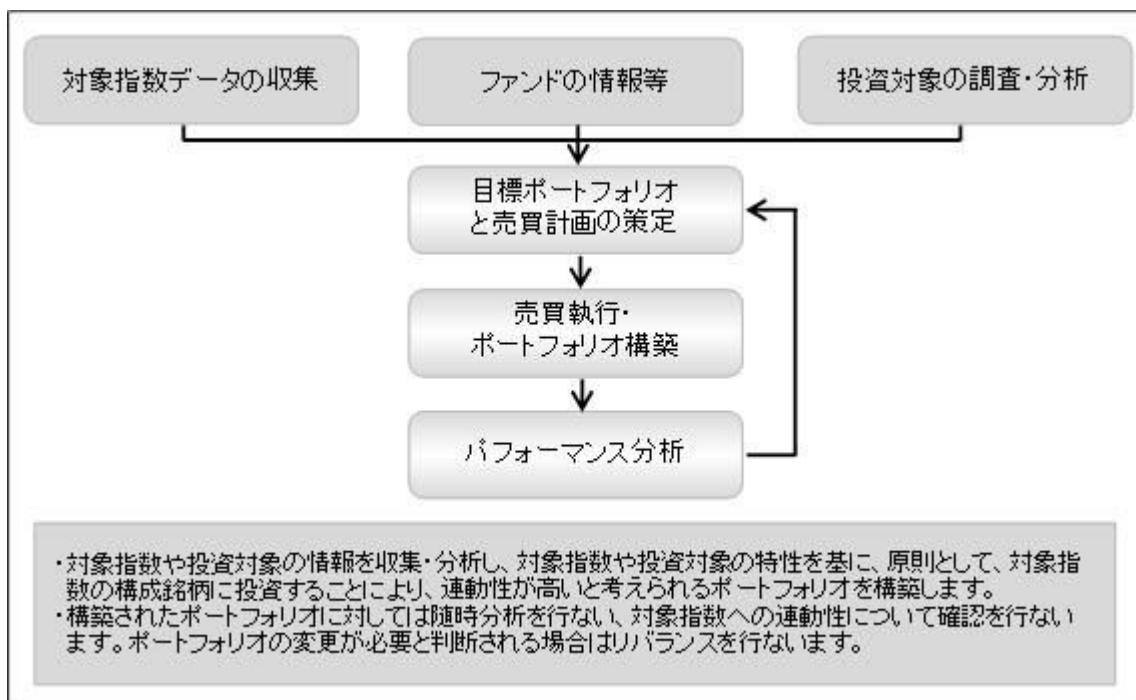 対象指数データの収集
ファンドの情報等
投資対象の調査・分析
目標ポートフォリオ
と売買計画の策定
売買執行・
ポートフォリオ構築
パフォーマンス分析
・対象指数や投資対象の情報を収集・分析し、対象指数や投資対象の特性を基に、原則として、対象指
数の構成銘柄に投資することにより、連動性が高いと考えられるポートフォリオを構築します。
・構築されたポートフォリオに対しては随時分析を行ない、対象指数への連動性について確認を行ない
ます。ポートフォリオの変更が必要と判断される場合はリバランスを行ないます。